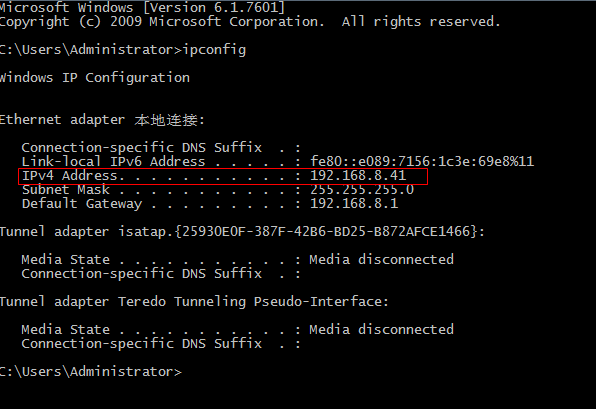 Microsoft Windows [Version 6.1.7601]
Copyright (c) 2009 Microsoft Corporation.  All rights reserved.
C:\Users\Administrator>ipconfig
Windows IP Configuration
Ethernet adapter 本地连接:
Connection-specific DNS Suffix  . :
Link-local IPv6 Address . . . . . : fe80::e089:7156:1c3e:69e8%11
IPv4 Address. . . . . . . . . . . : 192.168.8.41
Subnet Mask . . . . . . . . . . . : 255.255.255.0
Default Gateway . . . . . . . . . : 192.168.8.1
Tunnel adapter isatap.{25930E0F-387F-42B6-BD25-B872AFCE1466}:
Media State . . . . . . . . . . . : Media disconnected
Connection-specific DNS Suffix  . :
Tunnel adapter Teredo Tunneling Pseudo-Interface:
Media State . . . . . . . . . . . : Media disconnected
Connection-specific DNS Suffix  . :
C:\Users\Administrator>